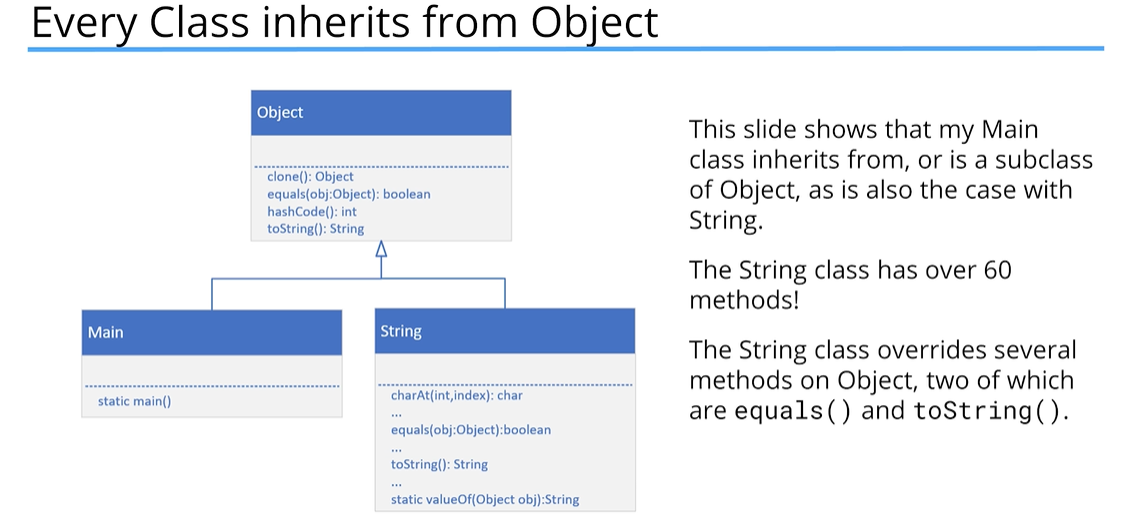 Every Class inherits from Object
Object
clone(): Object
equals(obj:Object): boolean
hashCode(): int
toString(): String
Main
static main()
String
charAt(int,index): char
...
equals(obj:Object):boolean
...
toString(): String
...
static valueOf(Object obj):String
This slide shows that my Main
class inherits from, or is a subclass
of Object, as is also the case with
String.
The String class has over 60
methods!
The String class overrides several
methods on Object, two of which
are equals() and toString().